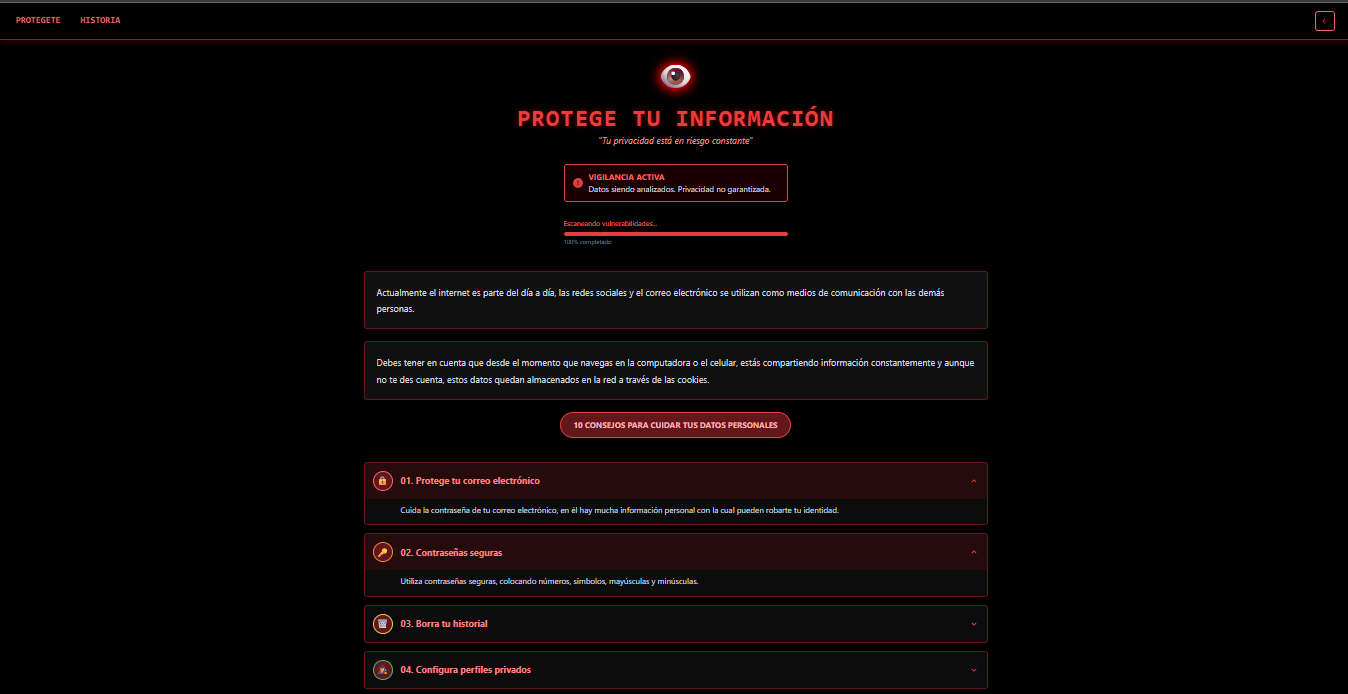 PROTEGETE
HISTORIA
PROTEGE TU INFORMACIÓN
"Tu privacidad está en riesgo constante"
VIGILANCIA ACTIVA
Datos siendo analizados. Privacidad no garantizada.
Escaneando vulnerabilidades...
100% completado
Actualmente el internet es parte del día a día, las redes sociales y el correo electrónico se utilizan como medios de comunicación con las demás
personas.
Debes tener en cuenta que desde el momento que navegas en la computadora o el celular, estás compartiendo información constantemente y aunque
no te des cuenta, estos datos quedan almacenados en la red a través de las cookies.
10 CONSEJOS PARA CUIDAR TUS DATOS PERSONALES
01. Protege tu correo electrónico
Cuida la contraseña de tu correo electrónico, en él hay mucha información personal con la cual pueden robarte tu identidad.
02. Contraseñas seguras
Utiliza contraseñas seguras, colocando números, símbolos, mayúsculas y minúsculas.
03. Borra tu historial
04. Configura perfiles privados